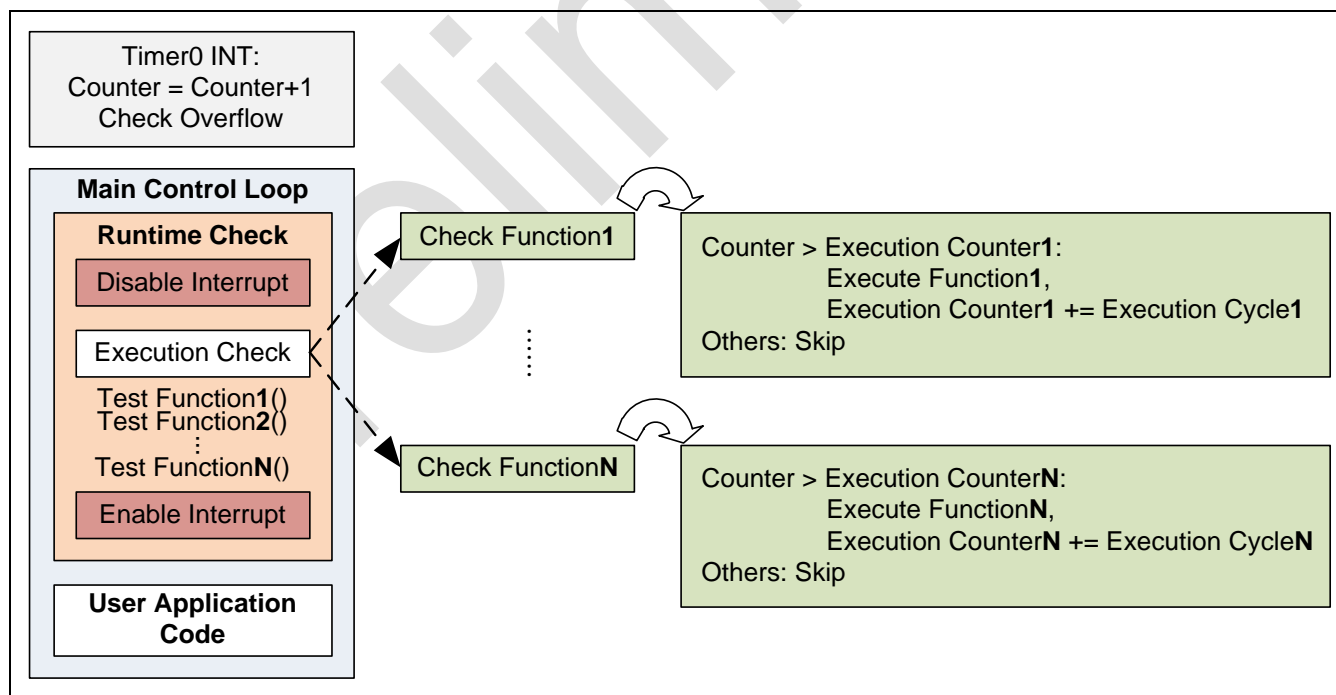 Timer0 INT:
Counter = Counter+1
Check Overflow
Main Control Loop
Runtime Check
Disable Interrupt
Execution Check
Test Function1()
Test Function2()
Test FunctionN()
Enable Interrupt
User Application
Code
Check Function1
Counter > Execution Counter1:
Execute Function1,
Execution Counter1 += Execution Cycle1
Others: Skip
Check FunctionN
Counter > Execution CounterN:
Execute FunctionN,
Execution CounterN += Execution CycleN
Others: Skip